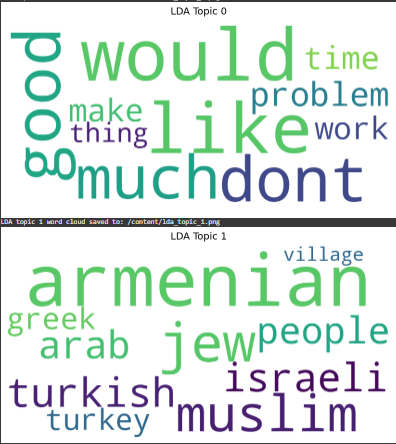 LDA Topic 0
good
would
time
problem
make
thing
like
work
much
dont
LDA topic 1 word cloud saved to: /content/lda_topic_1.png
LDA Topic 1
village
armenian
greek
arab
jew
people
israeli
turkish
turkey
muslim